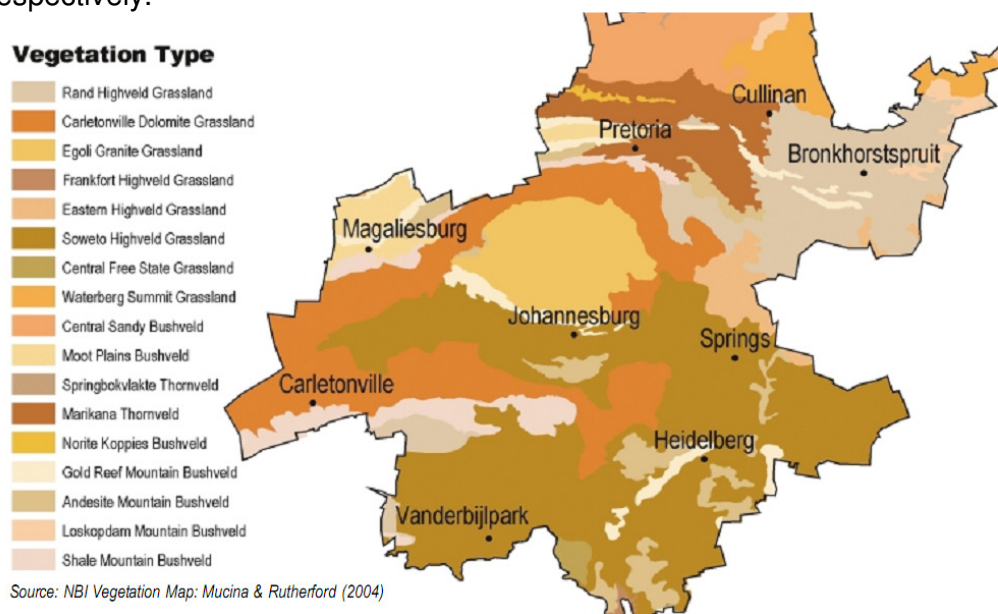 respectively.
Vegetation Type
Rand Highveld Grassland
Carletonville Dolomite Grassland
Egoli Granite Grassland
Frankfort Highveld Grassland
Eastern Highveld Grassland
Soweto Highveld Grassland
Central Free State Grassland
Waterberg Summit Grassland
Central Sandy Bushveld
Moot Plains Bushveld
Springbokvlakte Thornveld
Marikana Thornveld
Norite Koppies Bushveld
Gold Reef Mountain Bushveld
Andesite Mountain Bushveld
Loskopdam Mountain Bushveld
Shale Mountain Bushveld
Source: NBI Vegetation Map: Mucina & Rutherford (2004)
Cullinan
Pretoria
Bronkhorstspruit
Magaliesburg
Johannesburg
Springs
Carletonville
Heidelberg
Vanderbijlpark